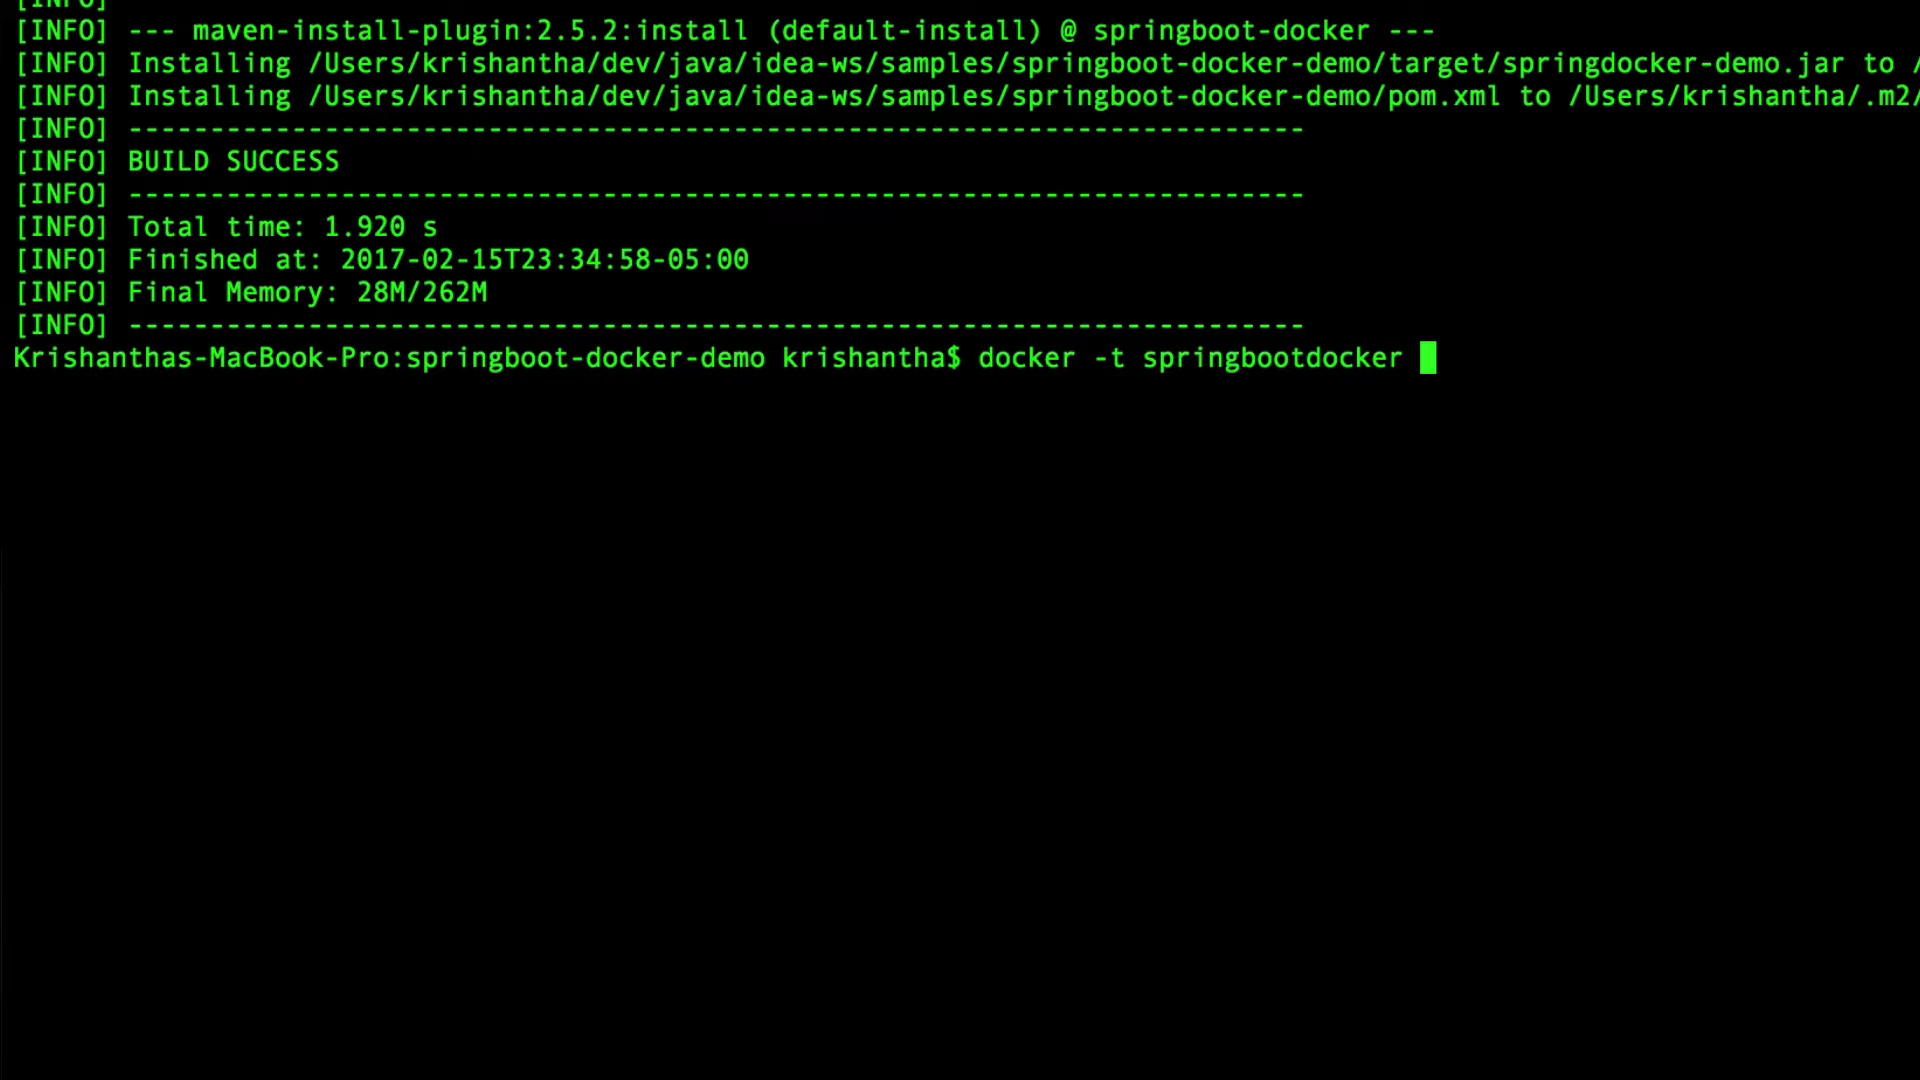 [INFO]
[INFO] --- maven-install-plugin:2.5.2:install (default-install) @ springboot-docker ---
[INFO] Installing /Users/krishantha/dev/java/idea-ws/samples/springboot-docker-demo/target/springdocker-demo.jar to /
[INFO] Installing /Users/krishantha/dev/java/idea-ws/samples/springboot-docker-demo/pom.xml to /Users/krishantha/.m2/
[INFO] ------------------------------------------------------------------------
[INFO] BUILD SUCCESS
[INFO] ------------------------------------------------------------------------
[INFO] Total time: 1.920 s
[INFO] Finished at: 2017-02-15T23:34:58-05:00
[INFO] Final Memory: 28M/262M
[INFO] ------------------------------------------------------------------------
Krishanthas-MacBook-Pro:springboot-docker-demo krishantha$ docker -t springbootdocker